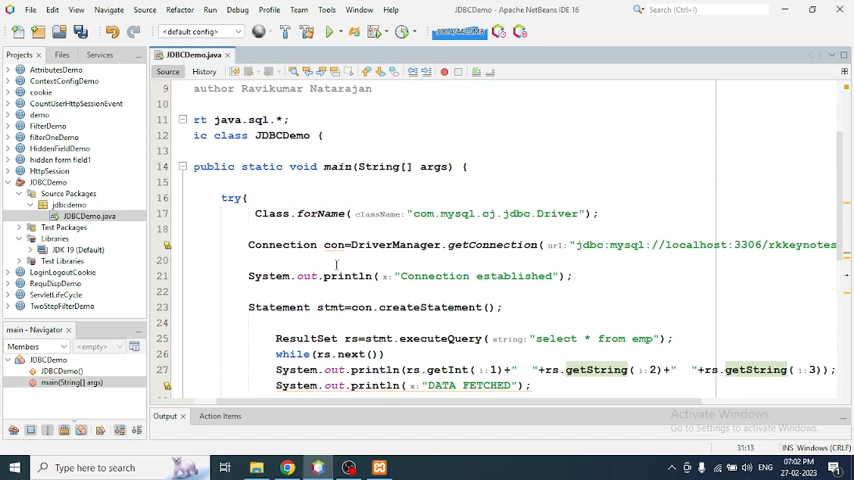 File Edit View Navigate Source Refactor Run Debug Profile Team Tools Window Help
JDBCDemo - Apache NetBeans IDE 16
Search (Ctrl+I)
<default config>
Projects × Files Services
AttributesDemo
ContextConfigDemo
cookie
CountUserHttpSessionEvent
demo
FilterDemo
filterOneDemo
HiddenFieldDemo
hidden form field1
HttpSession
JDBCDemo
Source Packages
jdbcdemo
JDBCDemo.java
Test Packages
Libraries
JDK 19 (Default)
Test Libraries
LoginLogoutCookie
RequDispDemo
ServletLifeCycle
TwoStepFilterDemo
main - Navigator ×
Members <empty>
JDBCDemo
JDBCDemo()
main(String[] args)
JDBCDemo.java ×
Source History
9 author Ravikumar Natarajan
10
11 rt java.sql.*;
12 ic class JDBCDemo {
13
14 public static void main(String[] args) {
15
16 try{
17 Class.forName( className:"com.mysql.cj.jdbc.Driver");
18
Connection con=DriverManager.getConnection( url:"jdbc:mysql://localhost:3306/rkkeynotes
20
21 System.out.println( x:"Connection established");
22
23 Statement stmt=con.createStatement();
24
25 ResultSet rs=stmt.executeQuery( string:"select * from emp");
26 while(rs.next())
27 System.out.println(rs.getInt( i:1)+" "+rs.getString( i:2)+" "+rs.getString( i:3));
System.out.println( x:"DATA FETCHED");
Output × Action Items
Activate Windows
Go to Settings to activate Windows.
31:13 INS Windows (CRLF)
Type here to search
ENG
07:02 PM
27-02-2023